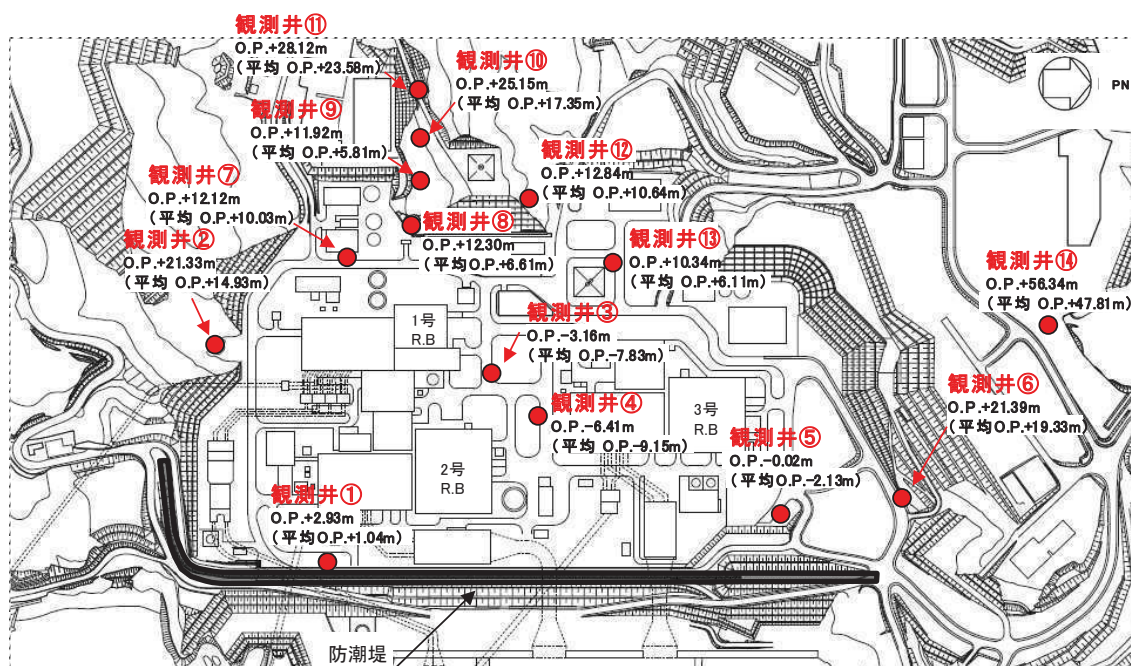 観測井⑪
O.P.+28.12m
(平均 O.P.+23.58m)
観測井⑩
O.P.+25.15m
(平均 O.P.+17.35m)
PN
観測井⑨
O.P.+11.92m
(平均 O.P.+5.81m)
観測井⑫
O.P.+12.84m
(平均 O.P.+10.64m)
観測井⑦
O.P.+12.12m
(平均 O.P.+10.03m)
観測井⑧
O.P.+12.30m
(平均 O.P.+6.61m)
観測井②
O.P.+21.33m
(平均 O.P.+14.93m)
観測井⑬
O.P.+10.34m
(平均 O.P.+6.11m)
観測井⑭
O.P.+56.34m
(平均 O.P.+47.81m)
観測井③
O.P.-3.16m
(平均 O.P.-7.83m)
1号
R.B
観測井⑥
O.P.+21.39m
(平均O.P.+19.33m)
観測井④
O.P.-6.41m
(平均 O.P.-9.15m)
3号
R.B
観測井⑤
O.P.-0.02m
(平均O.P.-2.13m)
2号
R.B
観測井①
O.P.+2.93m
(平均O.P.+1.04m)
防潮堤